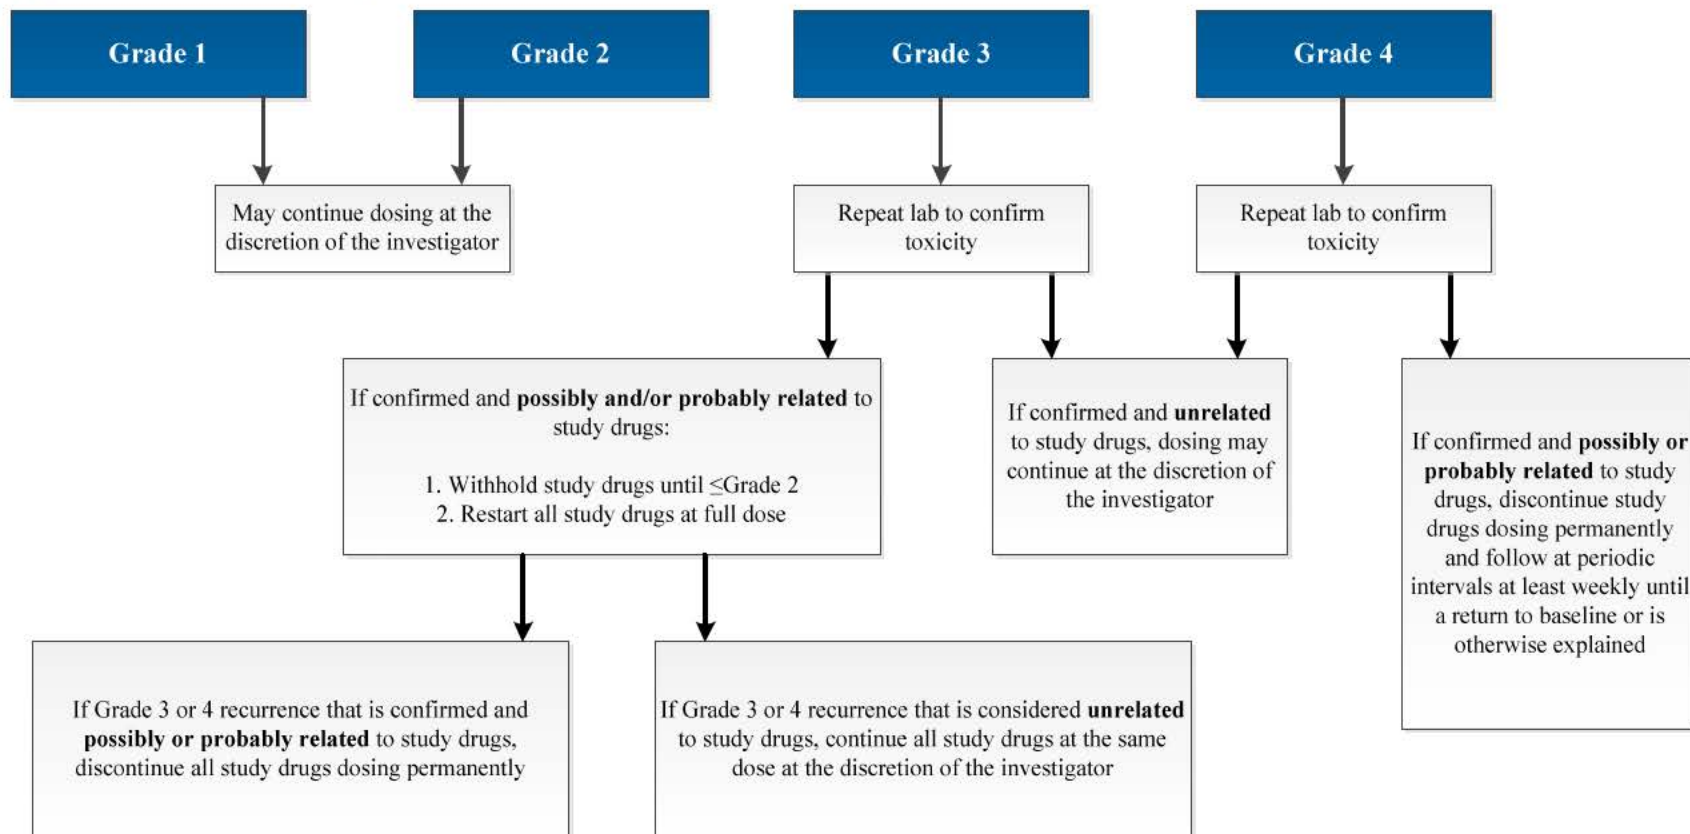 Grade 1
Grade 2
Grade 3
Grade 4
May continue dosing at the
discretion of the investigator
Repeat lab to confirm
toxicity
Repeat lab to confirm
toxicity
If confirmed and possibly and/or probably related to
study drugs:
1. Withhold study drugs until ≤Grade 2
2. Restart all study drugs at full dose
If confirmed and unrelated
to study drugs, dosing may
continue at the discretion of
the investigator
If confirmed and possibly or
probably related to study
drugs, discontinue study
drugs dosing permanently
and follow at periodic
intervals at least weekly until
a return to baseline or is
otherwise explained
If Grade 3 or 4 recurrence that is confirmed and
possibly or probably related to study drugs,
discontinue all study drugs dosing permanently
If Grade 3 or 4 recurrence that is considered unrelated
to study drugs, continue all study drugs at the same
dose at the discretion of the investigator